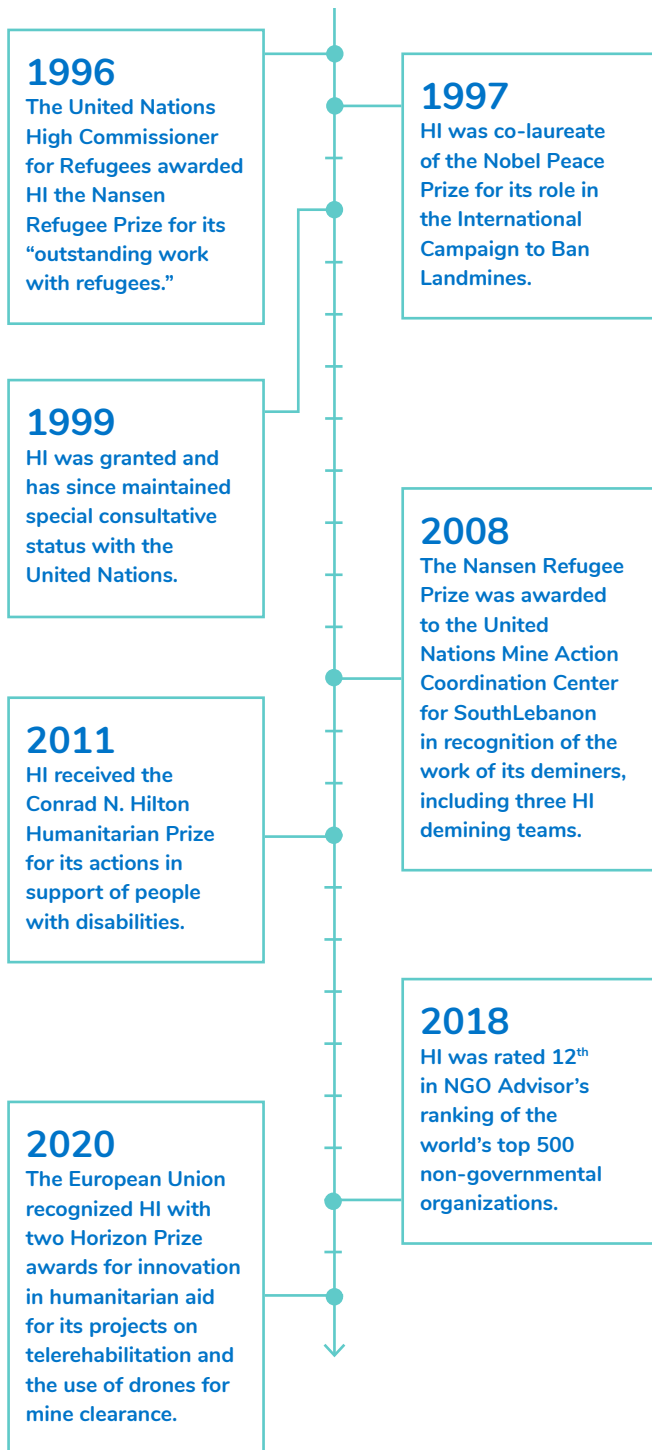 1996
The United Nations
High Commissioner
for Refugees awarded
HI the Nansen
Refugee Prize for its
“outstanding work
with refugees.”
1997
HI was co-laureate
of the Nobel Peace
Prize for its role in
the International
Campaign to Ban
Landmines.
1999
HI was granted and
has since maintained
special consultative
status with the
United Nations.
2008
The Nansen Refugee
Prize was awarded
to the United
Nations Mine Action
Coordination Center
for SouthLebanon
in recognition of the
work of its deminers,
including three HI
demining teams.
2011
HI received the
Conrad N. Hilton
Humanitarian Prize
for its actions in
support of people
with disabilities.
2018
HI was rated 12th
in NGO Advisor’s
ranking of the
world’s top 500
non-governmental
organizations.
2020
The European Union
recognized HI with
two Horizon Prize
awards for innovation
in humanitarian aid
for its projects on
telerehabilitation and
the use of drones for
mine clearance.